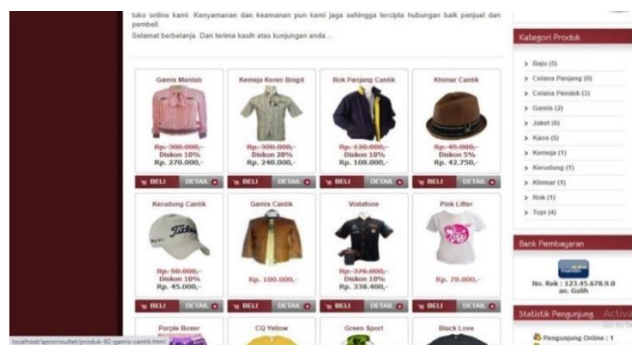 toko online kami. Kenyamanan dan keamanan pun kami jaga sehingga tercipta hubungan baik penjual dan
pembeli.
Selamat berbelanja. Dan terima kasih atas kunjungan anda...
Gamis Mantab
Rp. 300.000,-
Diskon 10%
Rp. 270.000,-
BELI DETAIL
Kemeja Keren Bingit
Rp. 300.000,-
Diskon 20%
Rp. 240.000,-
BELI DETAIL
Rok Panjang Cantik
Rp. 120.000,-
Diskon 10%
Rp. 108.000,-
BELI DETAIL
Khimar Cantik
Rp. 45.000,-
Diskon 5%
Rp. 42.750,-
BELI DETAIL
Kerudung Cantik
Rp. 50.000,-
Diskon 10%
Rp. 45.000,-
BELI DETAIL
Gamis Cantik
Rp. 100.000,-
BELI DETAIL
Vodafone
Rp. 376.000,-
Diskon 10%
Rp. 338.400,-
BELI DETAIL
Pink Lifter
Rp. 78.000,-
BELI DETAIL
Purple Boxer
CQ Yellow
Green Sport
Black Love
Kategori Produk
Baju (5)
Celana Panjang (0)
Celana Pendek (3)
Gamis (2)
Jaket (6)
Kaos (5)
Kemeja (1)
Kerudung (1)
Khimar (1)
Rok (1)
Topi (4)
Bank Pembayaran
mandiri
No. Rek : 123.45.678.9.0
an. Galih
Statistik Pengunjung
Activa
Go to Se
Pengunjung Online : 1
localhost/apriorioutlet/produk-92-gamis-cantik.html